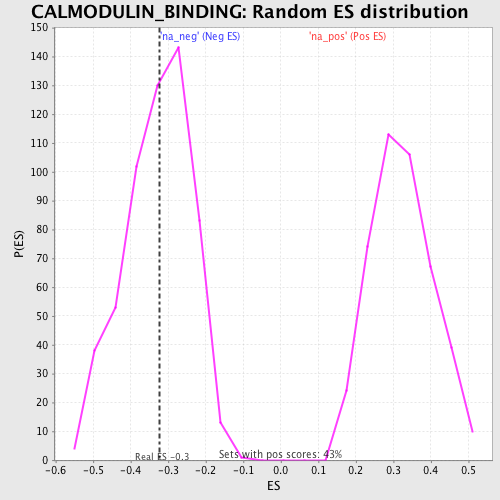 CALMODULIN_BINDING: Random ES distribution
'na_neg' (Neg ES)
'na_pos' (Pos ES)
150
140
130
120
110
100
90
80
70
60
50
40
30
20
10
0
P(ES)
Real ES -0.3
Sets with pos scores: 43%
-0.6 -0.5 -0.4 -0.3 -0.2 -0.1 0.0 0.1 0.2 0.3 0.4 0.5
ES